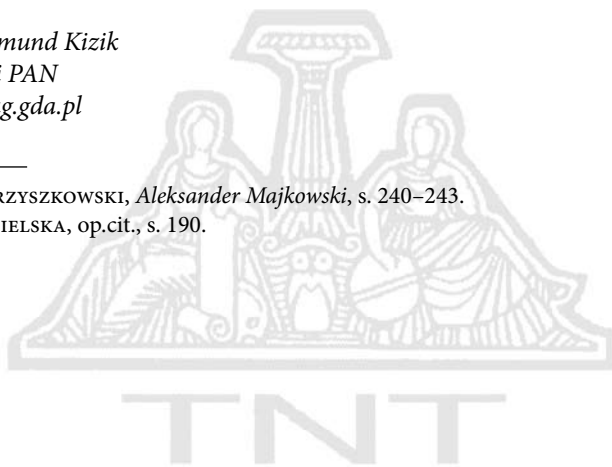 mund Kizik
i PAN
g.gda.pl
RZYSZKOWSKI, Aleksander Majkowski, s. 240–243.
IELSKA, op.cit., s. 190.
TNT